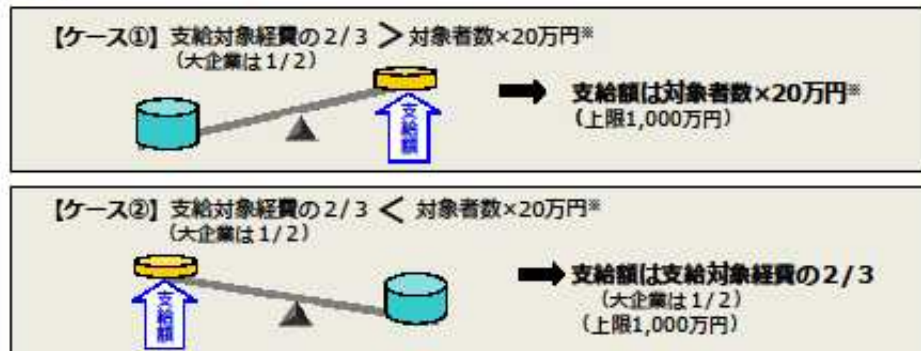 【ケース①】支給対象経費の2/3 > 対象者数×20万円※
（大企業は1/2）
支給額
支給額は対象者数×20万円※
（上限1,000万円）
【ケース②】支給対象経費の2/3 < 対象者数×20万円※
（大企業は1/2）
支給額
支給額は支給対象経費の2/3
（大企業は1/2）
（上限1,000万円）